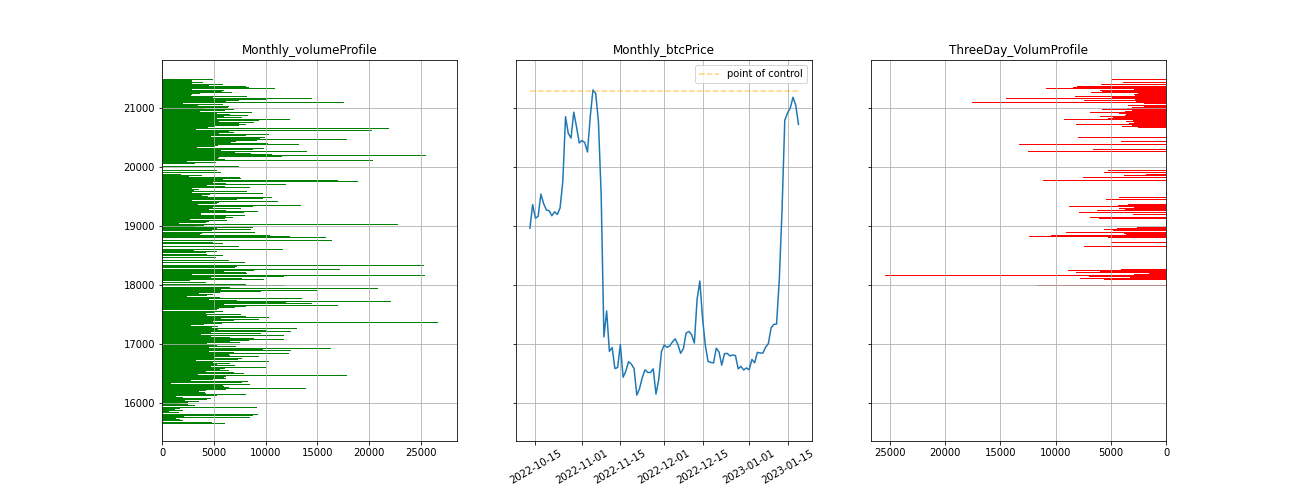 Monthly_volumeProfile
21000
20000
19000
18000
17000
16000
0 5000 10000 15000 20000 25000
Monthly_btcPrice
point of control
2022-10-15 2022-11-01 2022-11-15 2022-12-01 2022-12-15 2023-01-01 2023-01-15
ThreeDay_VolumProfile
25000 20000 15000 10000 5000 0